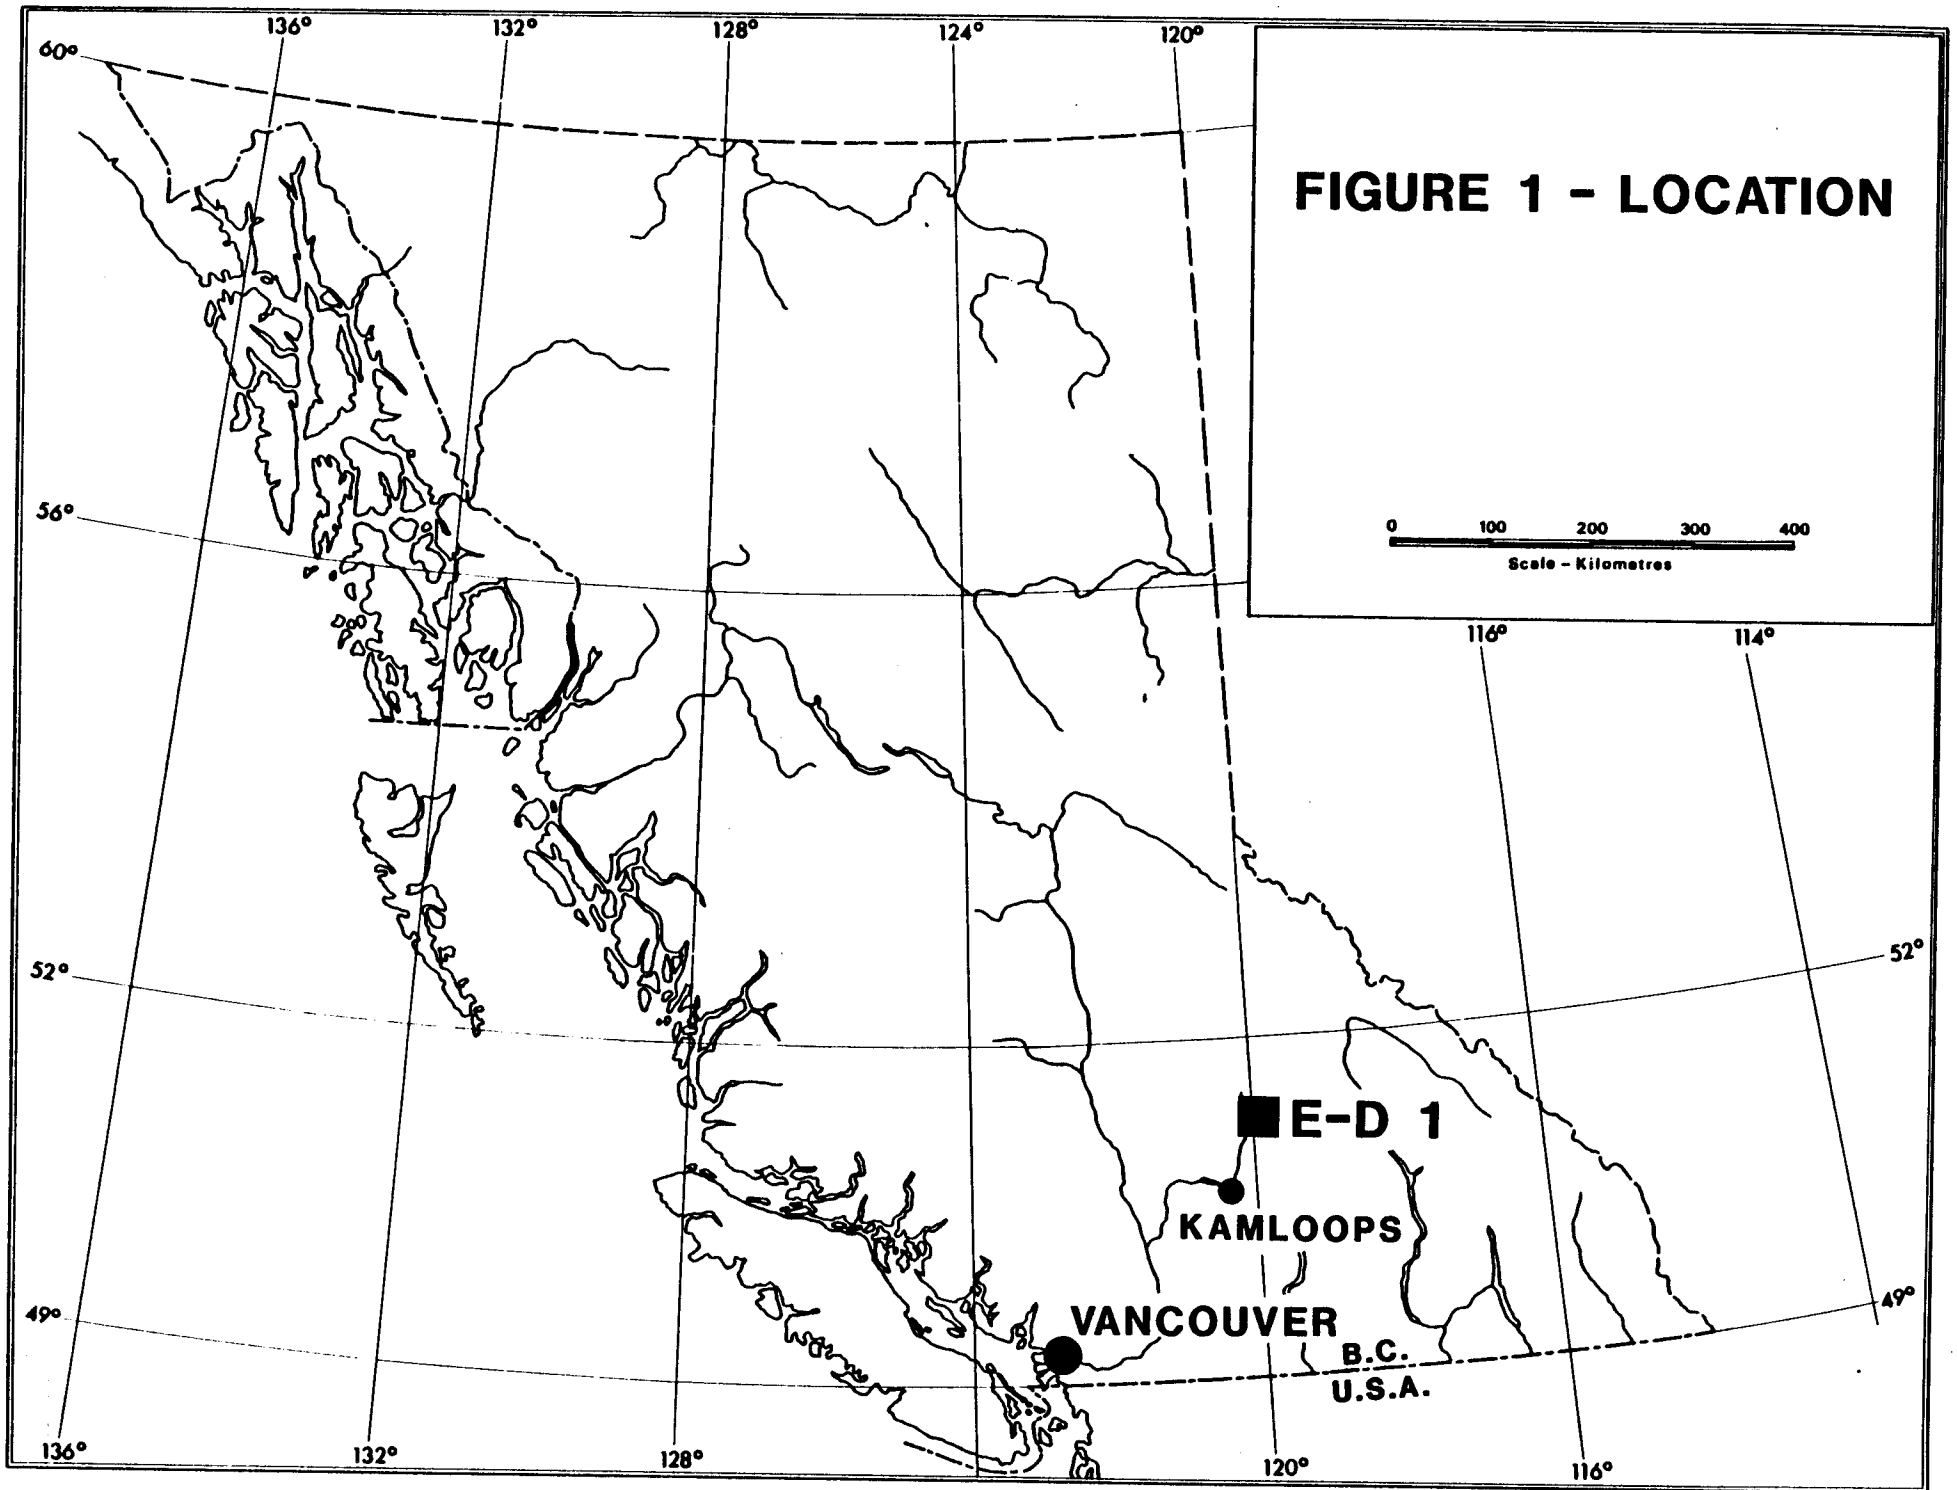 136° 132° 128° 124° 120°
60°
FIGURE 1 - LOCATION
56°
0 100 200 300 400
Scale - Kilometres
116° 114°
52° 52°
E-D 1
KAMLOOPS
49° 49°
VANCOUVER
B.C.
U.S.A.
136° 132° 128° 120° 116°